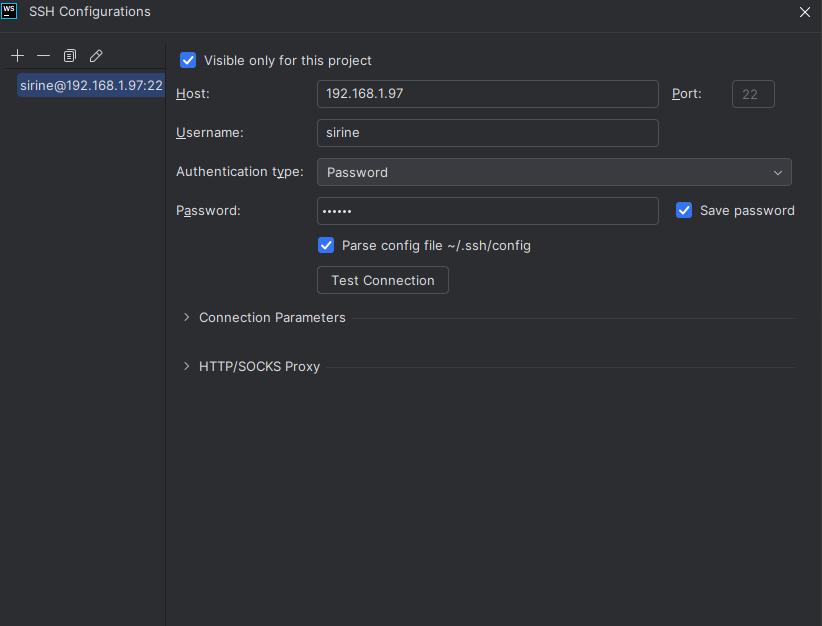 WS SSH Configurations
sirine@192.168.1.97:22
Visible only for this project
Host: 192.168.1.97 Port: 22
Username: sirine
Authentication type: Password
Password: •••••• Save password
Parse config file ~/.ssh/config
Test Connection
Connection Parameters
HTTP/SOCKS Proxy